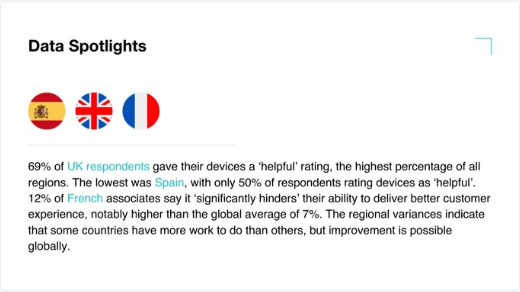 Data Spotlights
69% of UK respondents gave their devices a ‘helpful’ rating, the highest percentage of all
regions. The lowest was Spain, with only 50% of respondents rating devices as ‘helpful’.
12% of French associates say it ‘significantly hinders’ their ability to deliver better customer
experience, notably higher than the global average of 7%. The regional variances indicate
that some countries have more work to do than others, but improvement is possible
globally.